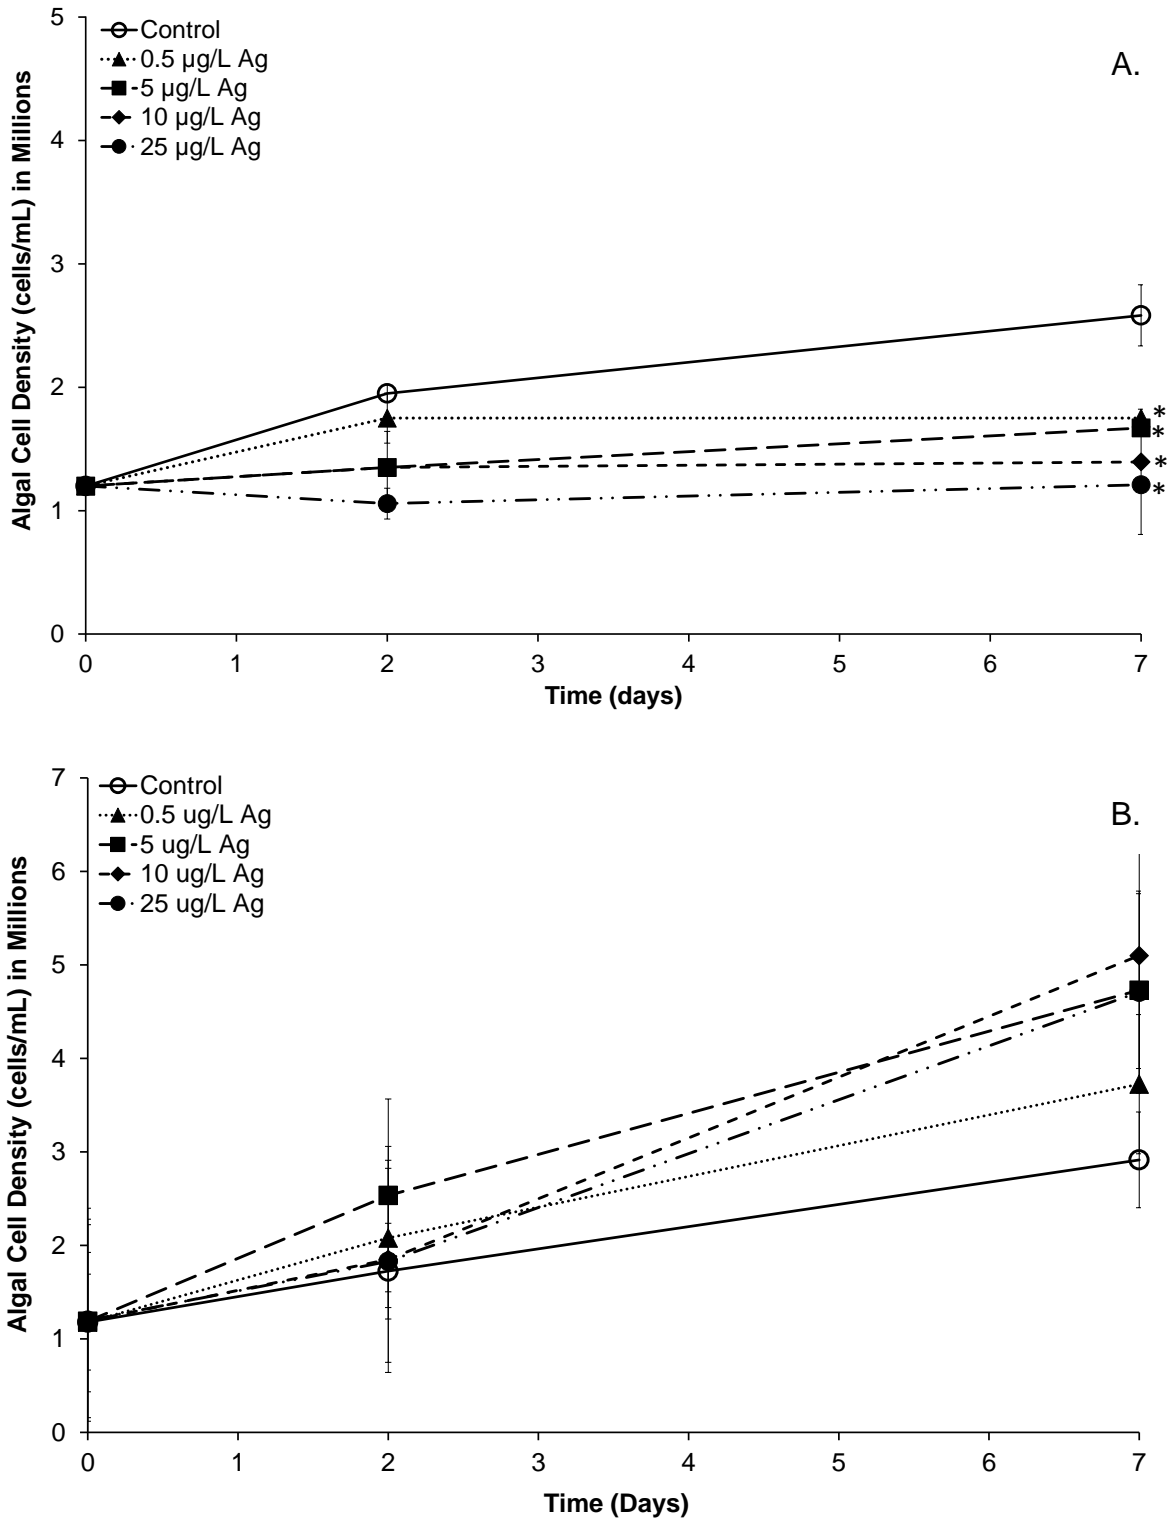 Control
0.5 µg/L Ag
5 µg/L Ag
10 µg/L Ag
25 µg/L Ag
A.
Algal Cell Density (cells/mL) in Millions
5
4
3
2
1
0
*
*
*
*
0 1 2 3 4 5 6 7
Time (days)
Control
0.5 ug/L Ag
5 ug/L Ag
10 ug/L Ag
25 ug/L Ag
B.
Algal Cell Density (cells/mL) in Millions
7
6
5
4
3
2
1
0
0 1 2 3 4 5 6 7
Time (Days)